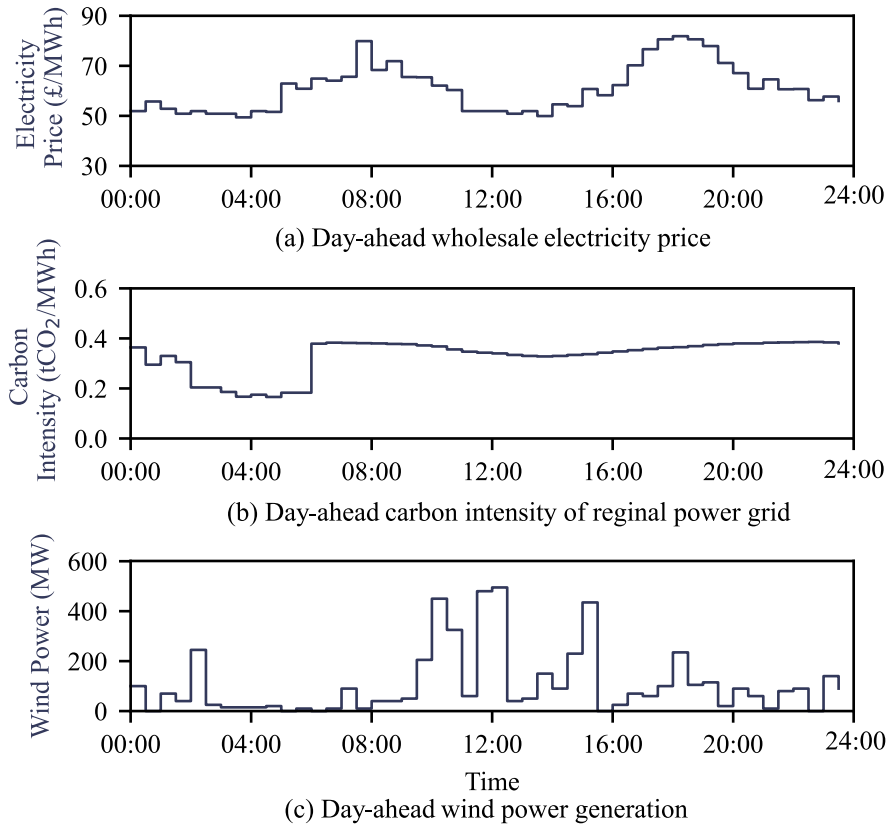 Electricity
Price (£/MWh)
90
70
50
30
00:00 04:00 08:00 12:00 16:00 20:00 24:00
(a) Day-ahead wholesale electricity price
Carbon
Intensity (tCO₂/MWh)
0.6
0.4
0.2
0.0
00:00 04:00 08:00 12:00 16:00 20:00 24:00
(b) Day-ahead carbon intensity of reginal power grid
Wind Power (MW)
600
400
200
0
00:00 04:00 08:00 12:00 16:00 20:00 24:00
Time
(c) Day-ahead wind power generation